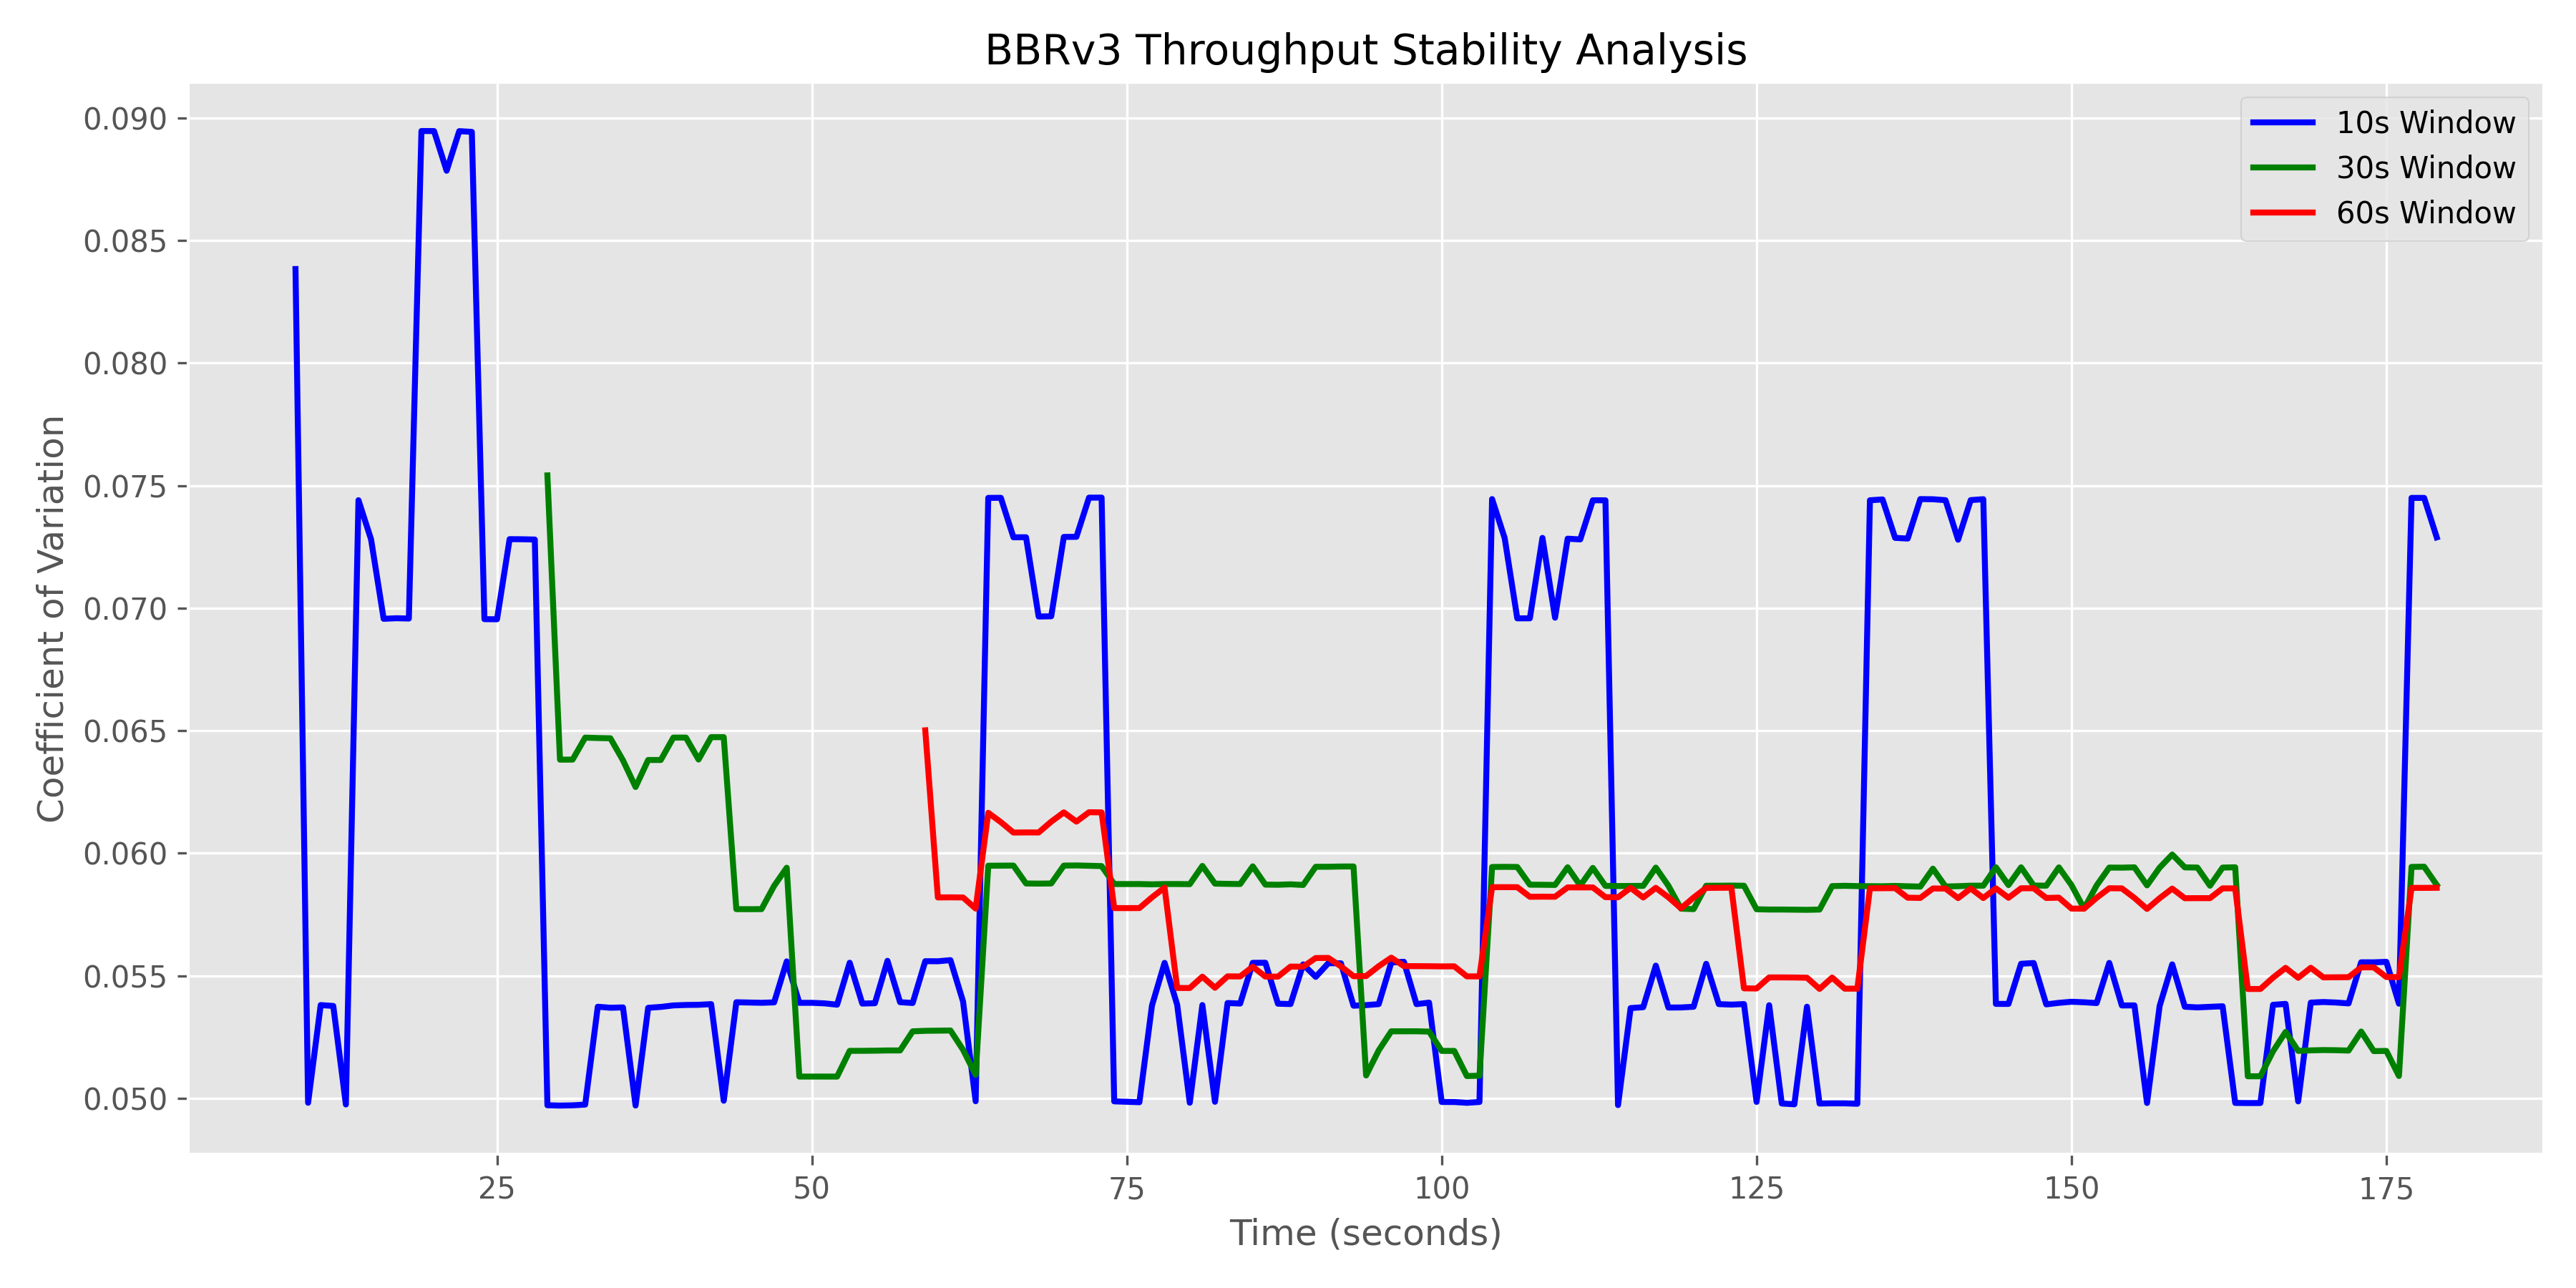 BBRv3 Throughput Stability Analysis
10s Window
30s Window
60s Window
Coefficient of Variation
0.090
0.085
0.080
0.075
0.070
0.065
0.060
0.055
0.050
25 50 75 100 125 150 175
Time (seconds)